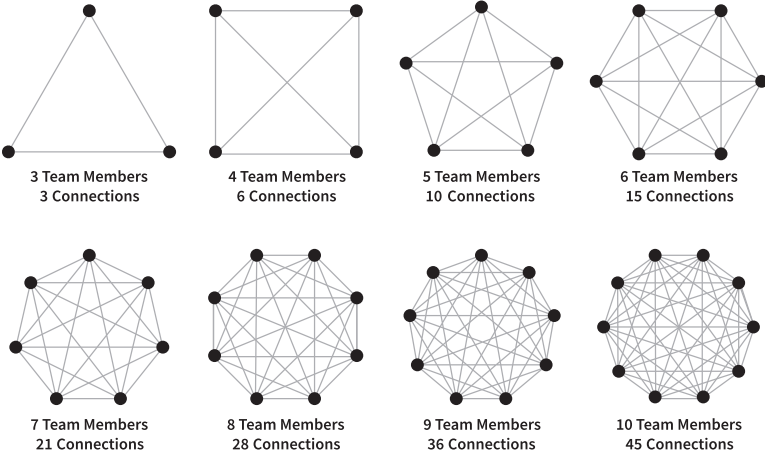 3 Team Members
3 Connections
4 Team Members
6 Connections
5 Team Members
10 Connections
6 Team Members
15 Connections
7 Team Members
21 Connections
8 Team Members
28 Connections
9 Team Members
36 Connections
10 Team Members
45 Connections